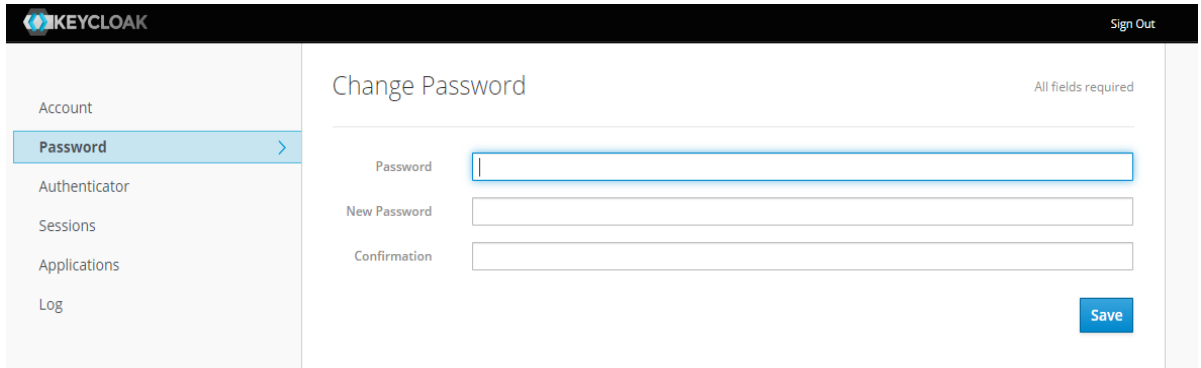 KEYCLOAK
Sign Out
Account
Password
Authenticator
Sessions
Applications
Log
Change Password
All fields required
Password
New Password
Confirmation
Save